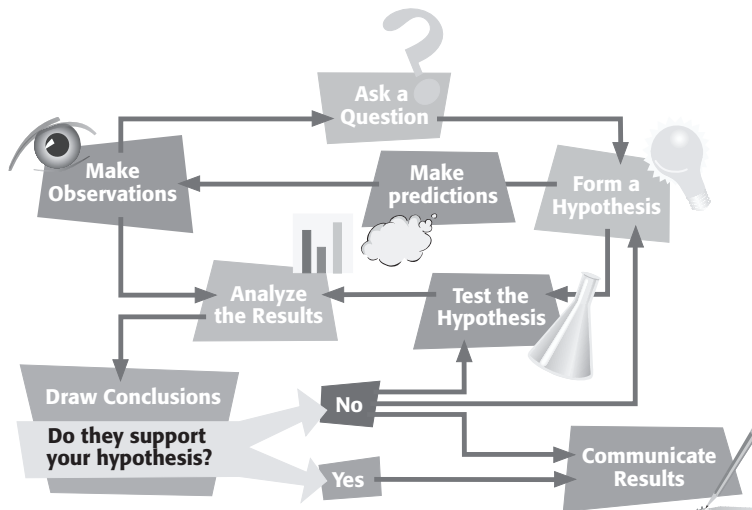 Ask a
Question
Make
Observations
Make
predictions
Form a
Hypothesis
Analyze
the Results
Test the
Hypothesis
Draw Conclusions
Do they support
your hypothesis?
No
Yes
Communicate
Results